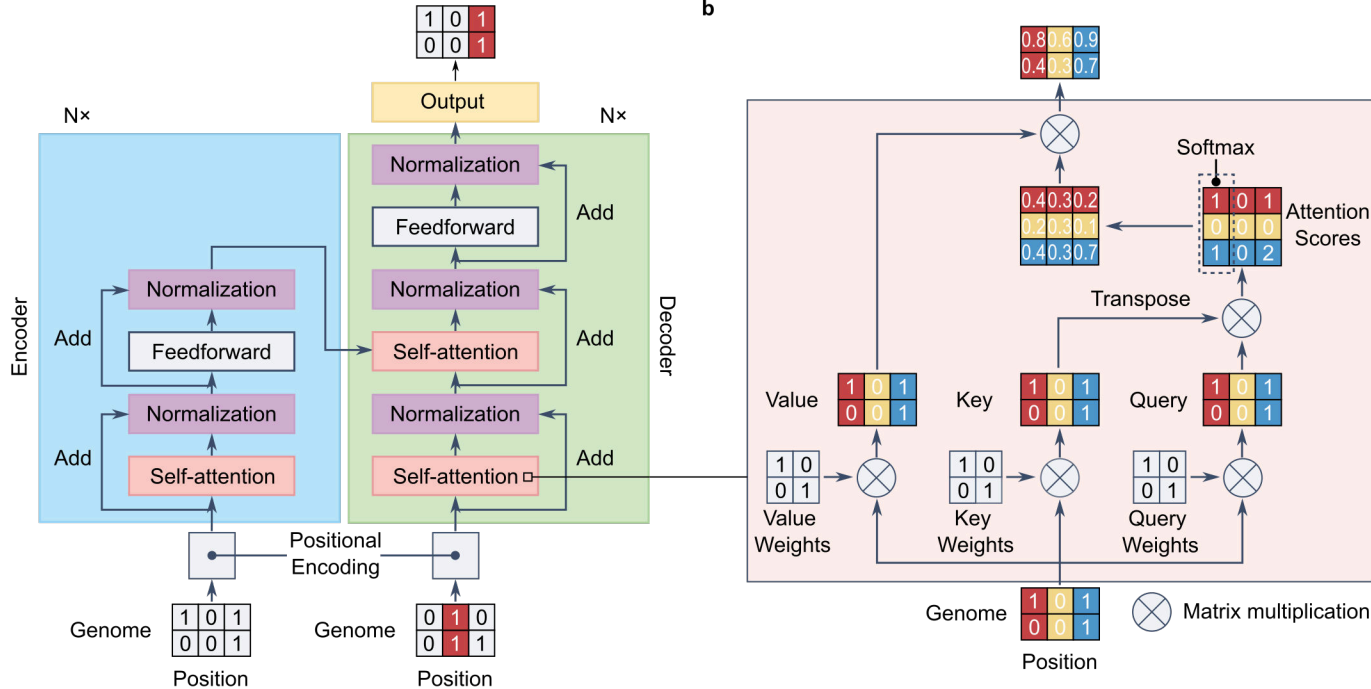 1 0 1
0 0 1
Output
N×
N×
Normalization
Feedforward
Add
Normalization
Normalization
Add
Add
Encoder
Decoder
Feedforward
Self-attention
Normalization
Normalization
Add
Add
Self-attention
Self-attention
Positional
Encoding
Genome
1 0 1
0 0 1
Position
Genome
0 1 0
0 1 1
Position
b
0.8 0.6 0.9
0.4 0.3 0.7
Softmax
0.4 0.3 0.2
0.2 0.3 0.1
0.4 0.3 0.7
1 0 1
0 0 0
1 0 2
Attention
Scores
Transpose
Value
1 0 1
0 0 1
Key
1 0 1
0 0 1
Query
1 0 1
0 0 1
1 0
0 1
Value
Weights
1 0
0 1
Key
Weights
1 0
0 1
Query
Weights
Genome
1 0 1
0 0 1
Position
Matrix multiplication